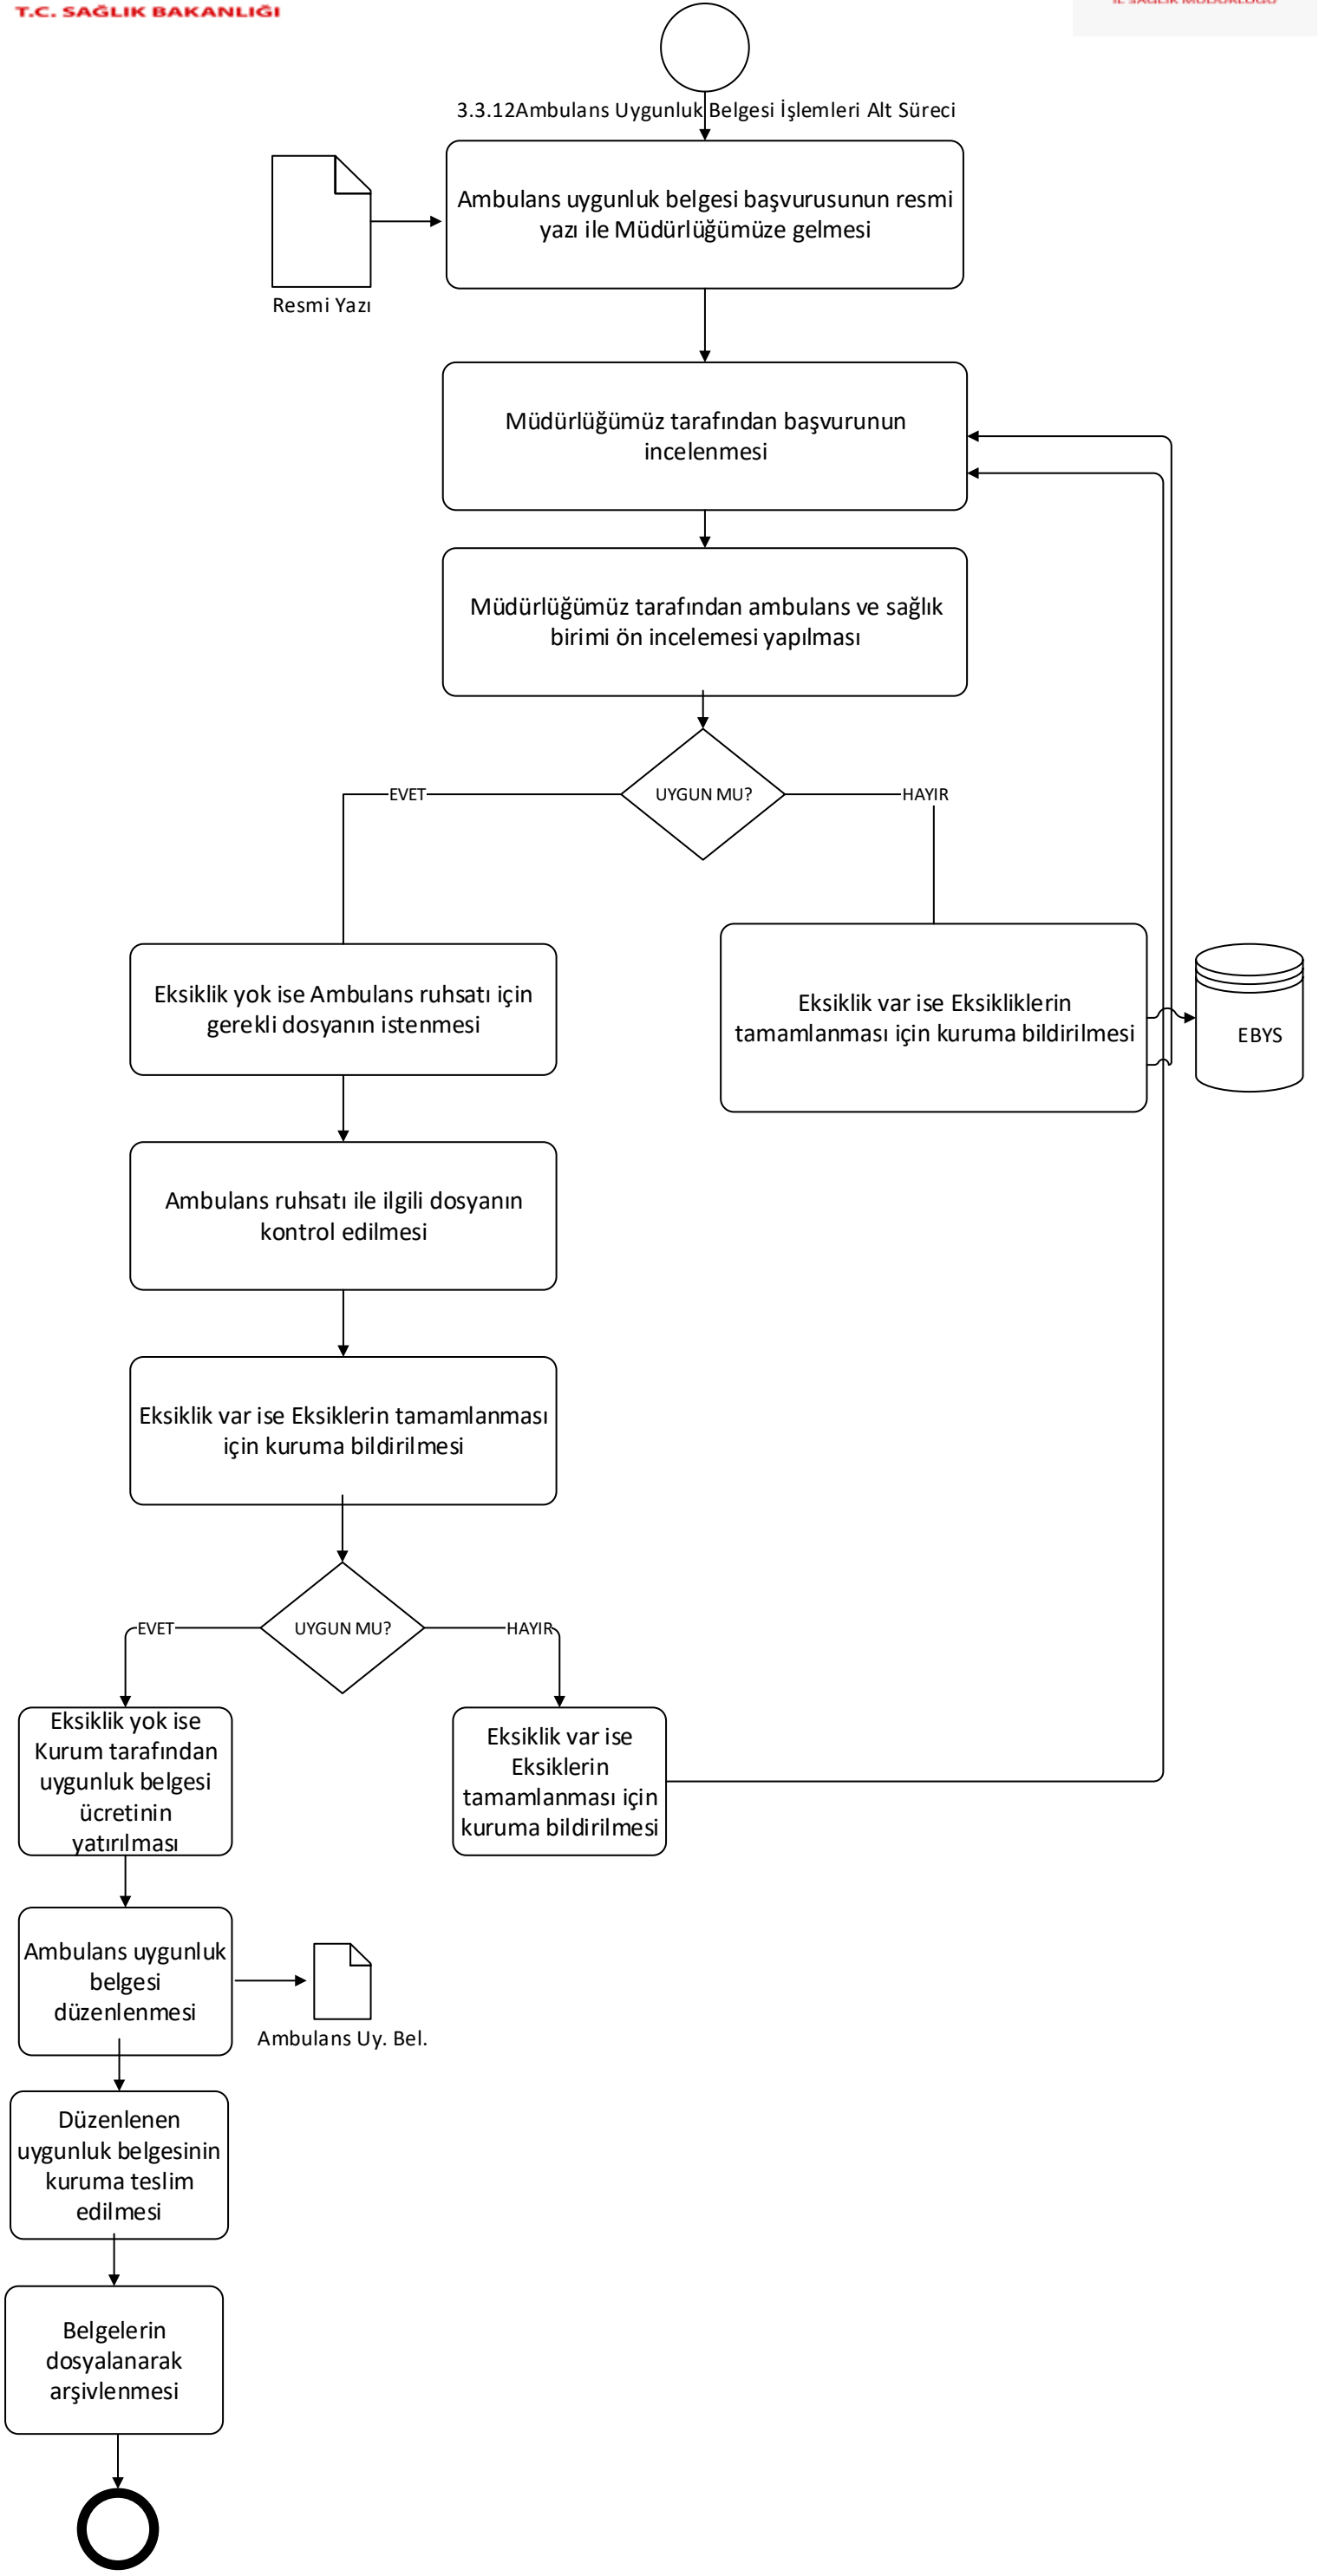 T.C. SAĞLIK BAKANLIĞI
İL SAĞLIK MÜDÜRLÜĞÜ
3.3.12Ambulans Uygunluk Belgesi İşlemleri Alt Süreci
Ambulans uygunluk belgesi başvurusunun resmi
yazı ile Müdürlüğümüze gelmesi
Resmi Yazı
Müdürlüğümüz tarafından başvurunun
incelenmesi
Müdürlüğümüz tarafından ambulans ve sağlık
birimi ön incelemesi yapılması
EVET
UYGUN MU?
HAYIR
Eksiklik yok ise Ambulans ruhsatı için
gerekli dosyanın istenmesi
Eksiklik var ise Eksikliklerin
tamamlanması için kuruma bildirilmesi
EBYS
Ambulans ruhsatı ile ilgili dosyanın
kontrol edilmesi
Eksiklik var ise Eksiklerin tamamlanması
için kuruma bildirilmesi
EVET
UYGUN MU?
HAYIR
Eksiklik yok ise
Kurum tarafından
uygunluk belgesi
ücretinin
yatırılması
Eksiklik var ise
Eksiklerin
tamamlanması için
kuruma bildirilmesi
Ambulans uygunluk
belgesi
düzenlenmesi
Ambulans Uy. Bel.
Düzenlenen
uygunluk belgesinin
kuruma teslim
edilmesi
Belgelerin
dosyalanarak
arşivlenmesi